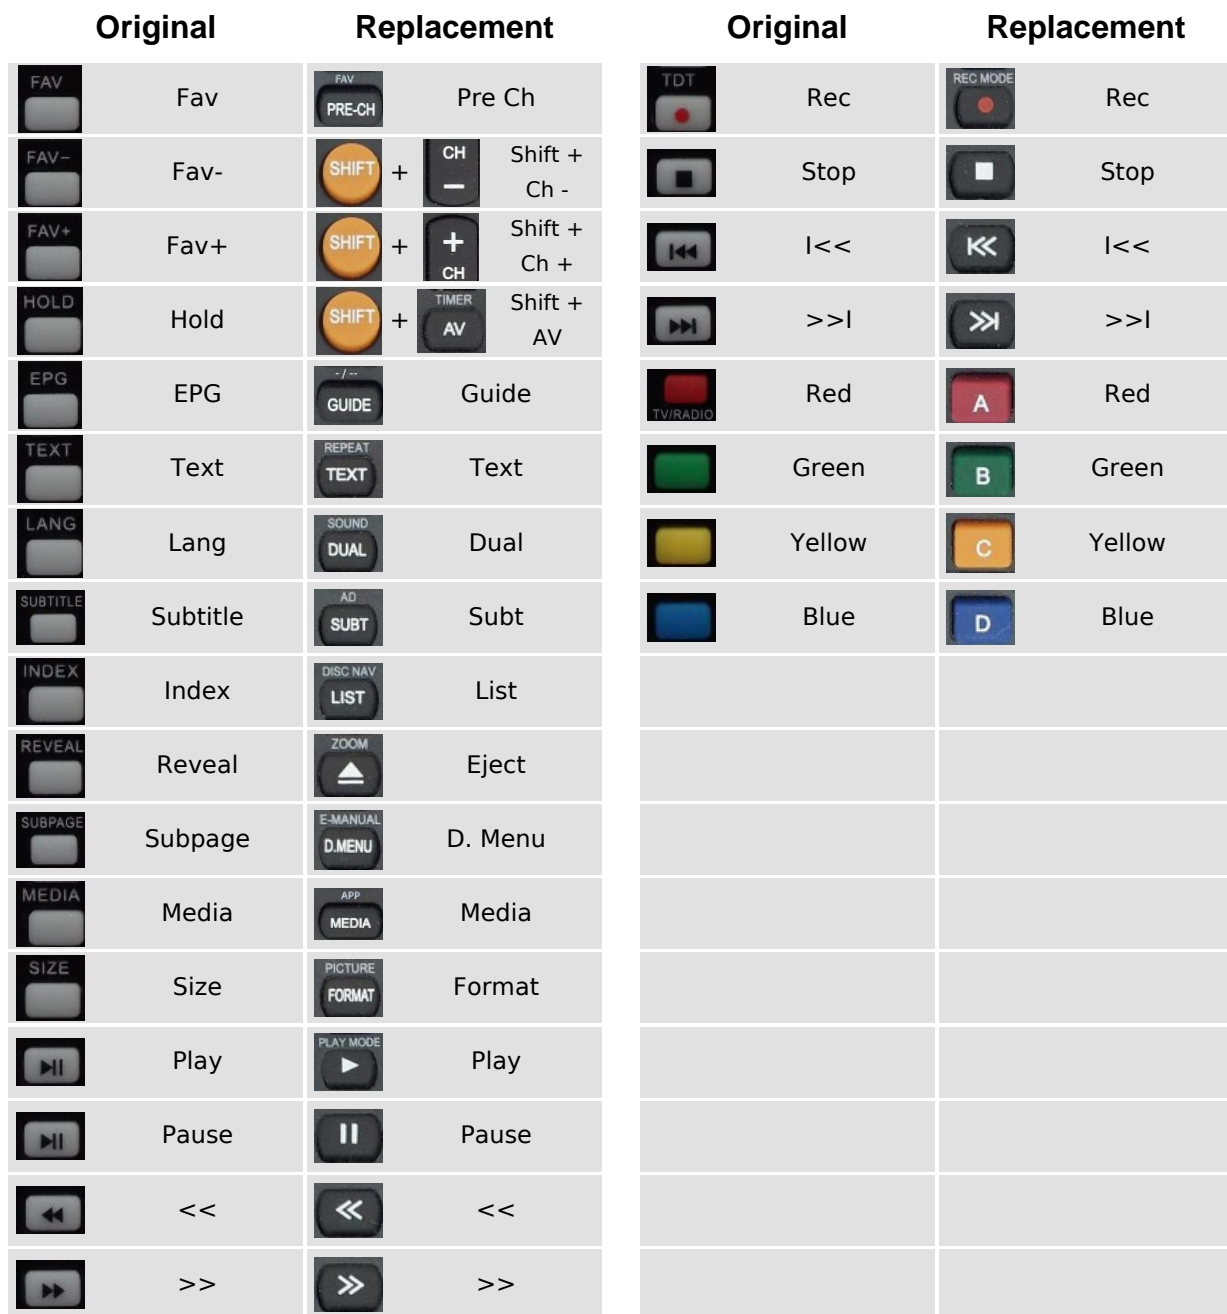 Original Replacement Original Replacement
FAV Fav FAV PRE-CH Pre Ch TDT Rec REC MODE Rec
FAV- Fav- SHIFT + CH - Shift +
Ch - Stop Stop
FAV+ Fav+ SHIFT + + CH Shift +
Ch + I<< I<<
HOLD Hold SHIFT + TIMER AV Shift +
AV >>I >>I
EPG EPG -/-- GUIDE Guide TV/RADIO Red A Red
TEXT Text REPEAT TEXT Text Green B Green
LANG Lang SOUND DUAL Dual Yellow C Yellow
SUBTITLE Subtitle AD SUBT Subt Blue D Blue
INDEX Index DISC NAV LIST List
REVEAL Reveal ZOOM Eject
SUBPAGE Subpage E-MANUAL D.MENU D. Menu
MEDIA Media APP MEDIA Media
SIZE Size PICTURE FORMAT Format
Play PLAY MODE Play
Pause Pause
<< <<
>> >>